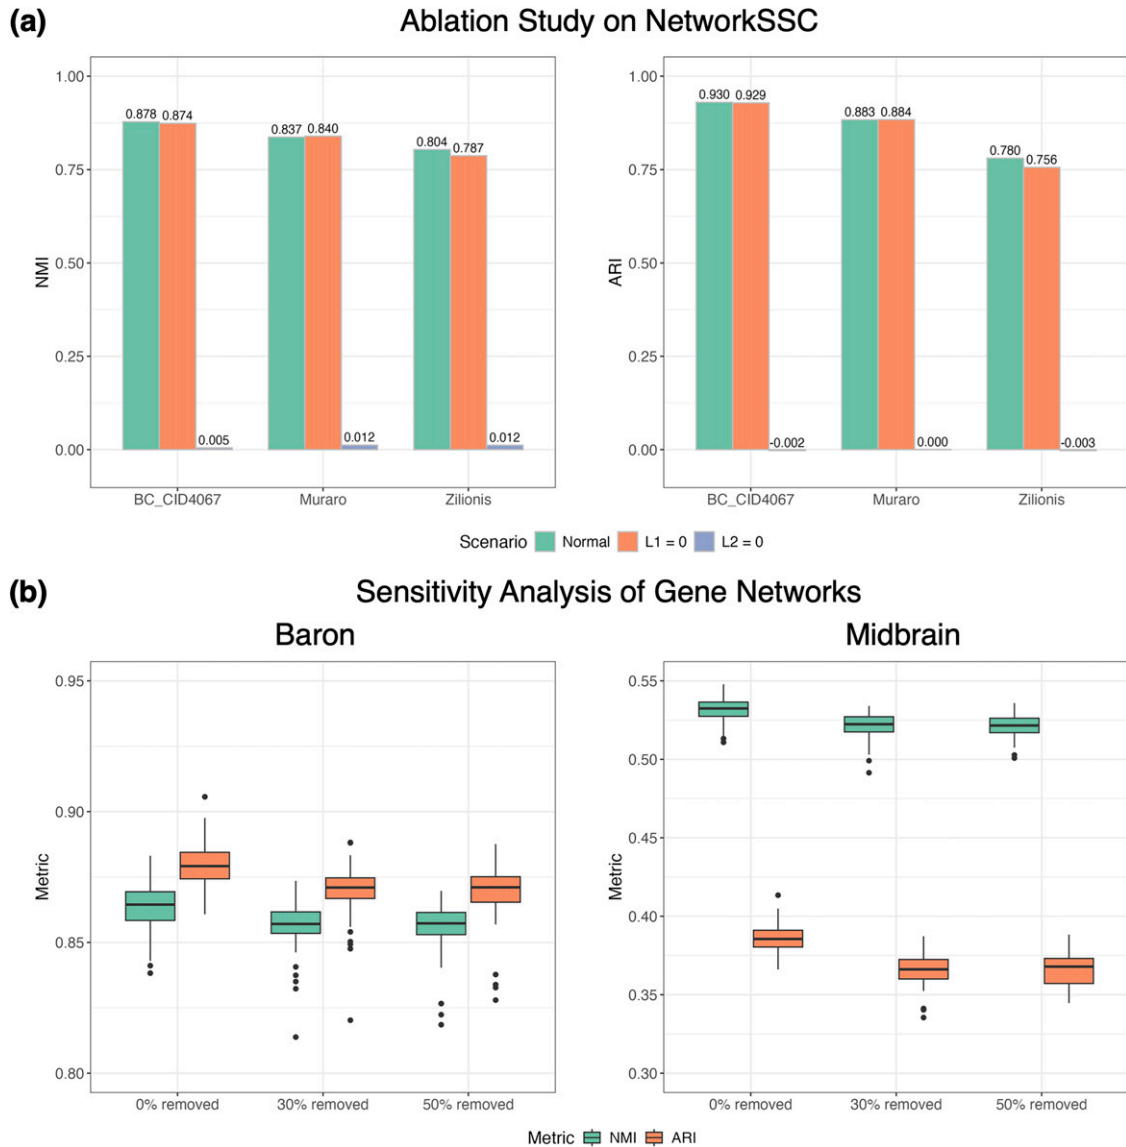 (a) Ablation Study on NetworkSSC
1.00
0.75
0.50
0.25
0.00
NMI
0.878 0.874 0.005
0.837 0.840 0.012
0.804 0.787 0.012
BC_CID4067 Muraro Zilionis
1.00
0.75
0.50
0.25
0.00
ARI
0.930 0.929 -0.002
0.883 0.884 0.000
0.780 0.756 -0.003
BC_CID4067 Muraro Zilionis
Scenario Normal L1 = 0 L2 = 0
(b) Sensitivity Analysis of Gene Networks
Baron
0.95
0.90
0.85
0.80
Metric
0% removed 30% removed 50% removed
Midbrain
0.55
0.50
0.45
0.40
0.35
0.30
Metric
0% removed 30% removed 50% removed
Metric NMI ARI